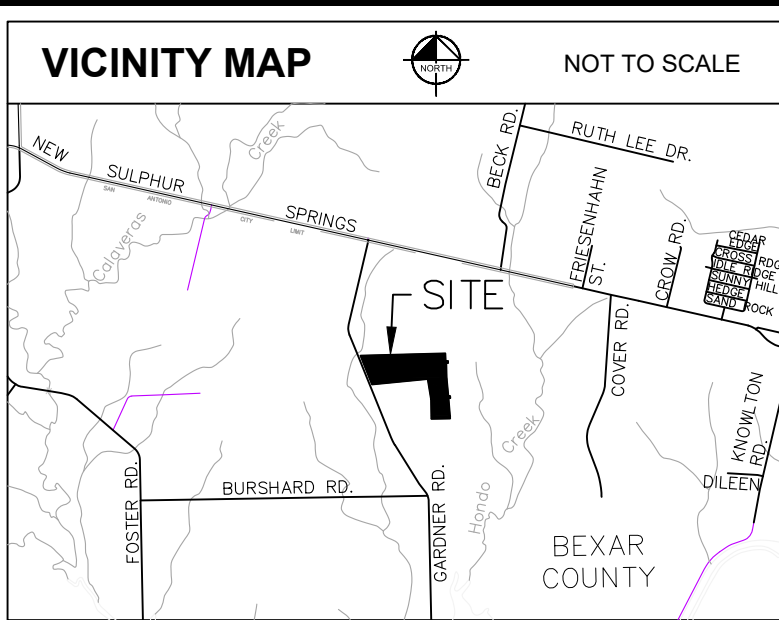 VICINITY MAP
NORTH
NOT TO SCALE
NEW SULPHUR SPRINGS
SAN ANTONIO CITY LIMIT
Calaveras Creek
BECK RD.
RUTH LEE DR.
FRIESENHAHN
ST.
CROW RD.
CEDAR
EDGE
CROSS RDG
IDLE RIDGE
SUNNY HILL
HEDGE
SAND ROCK
SITE
COVER RD.
KNOWLTON
RD.
DILEEN
Hondo Creek
FOSTER RD.
BURSHARD RD.
GARDNER RD.
BEXAR
COUNTY